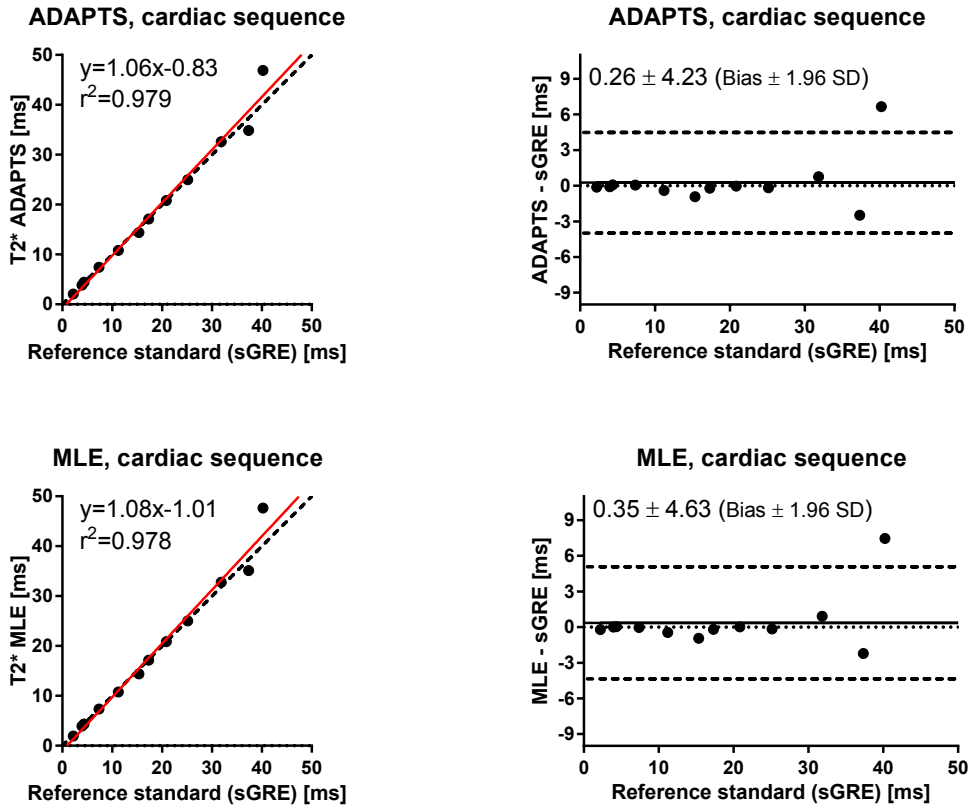 ADAPTS, cardiac sequence
y=1.06x-0.83
r²=0.979
50
40
30
20
10
0
T2* ADAPTS [ms]
0 10 20 30 40 50
Reference standard (sGRE) [ms]
ADAPTS, cardiac sequence
0.26 ± 4.23 (Bias ± 1.96 SD)
9
6
3
0
-3
-6
-9
ADAPTS - sGRE [ms]
0 10 20 30 40 50
Reference standard (sGRE) [ms]
MLE, cardiac sequence
y=1.08x-1.01
r²=0.978
50
40
30
20
10
0
T2* MLE [ms]
0 10 20 30 40 50
Reference standard (sGRE) [ms]
MLE, cardiac sequence
0.35 ± 4.63 (Bias ± 1.96 SD)
9
6
3
0
-3
-6
-9
MLE - sGRE [ms]
0 10 20 30 40 50
Reference standard (sGRE) [ms]